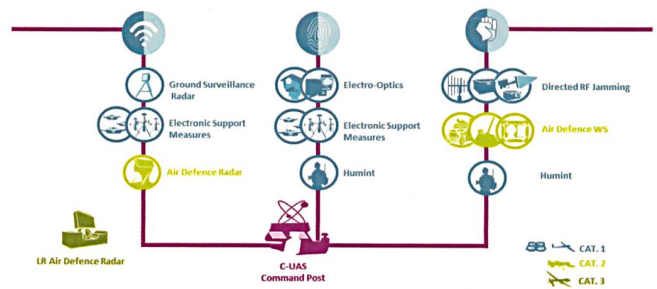 Ground Surveillance
Radar
Electronic Support
Measures
Air Defence Radar
Electro-Optics
Electronic Support
Measures
Humint
Directed RF Jamming
Air Defence WS
Humint
LR Air Defence Radar
C-UAS
Command Post
CAT. 1
CAT. 2
CAT. 3